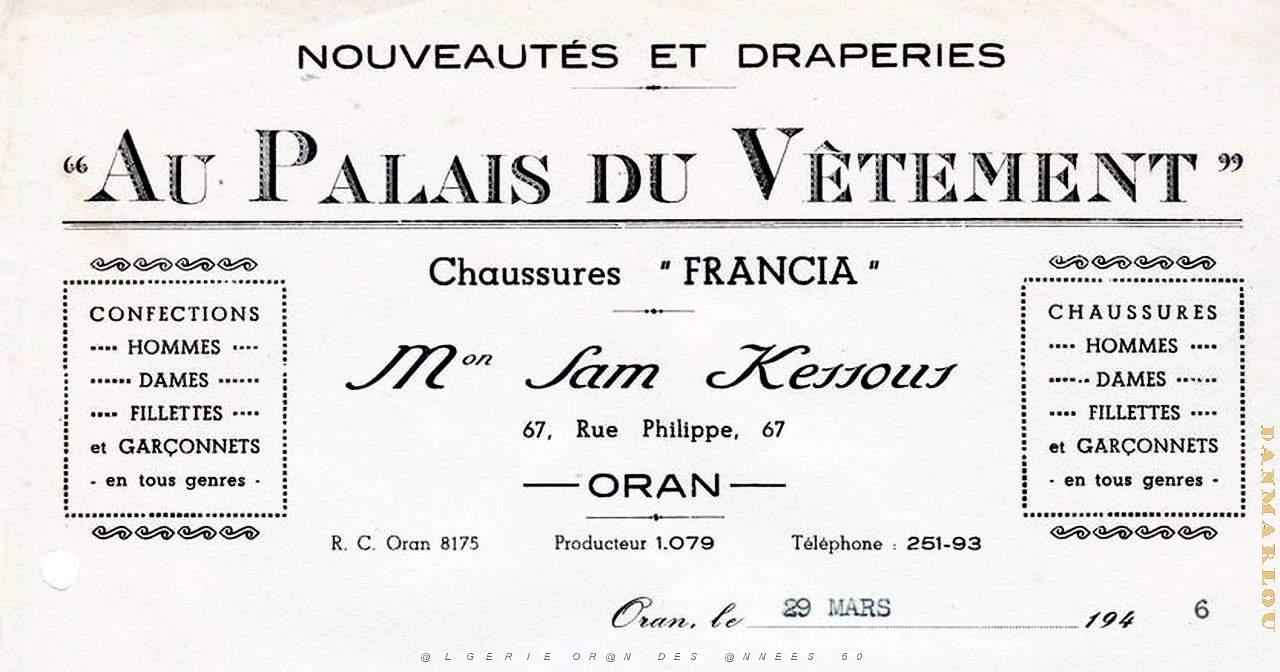 NOUVEAUTÉS ET DRAPERIES
“AU PALAIS DU VÊTEMENT”
Chaussures "FRANCIA"
CONFECTIONS
HOMMES
DAMES
FILLETTES
et GARÇONNETS
- en tous genres -
Mon Sam Kessous
67, Rue Philippe, 67
— ORAN —
CHAUSSURES
HOMMES
DAMES
FILLETTES
et GARÇONNETS
- en tous genres -
R. C. Oran 8175 Producteur 1.079 Téléphone : 251-93
Oran, le 29 MARS 194 6
DANMARLOU
@LGERIE OR@N DES @NNEES 50